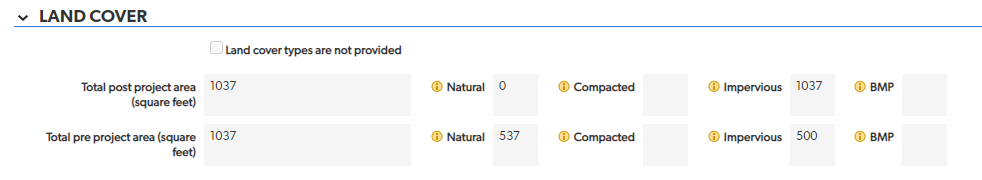 LAND COVER
Land cover types are not provided
Total post project area (square feet) 1037 Natural 0 Compacted Impervious 1037 BMP
Total pre project area (square feet) 1037 Natural 537 Compacted Impervious 500 BMP